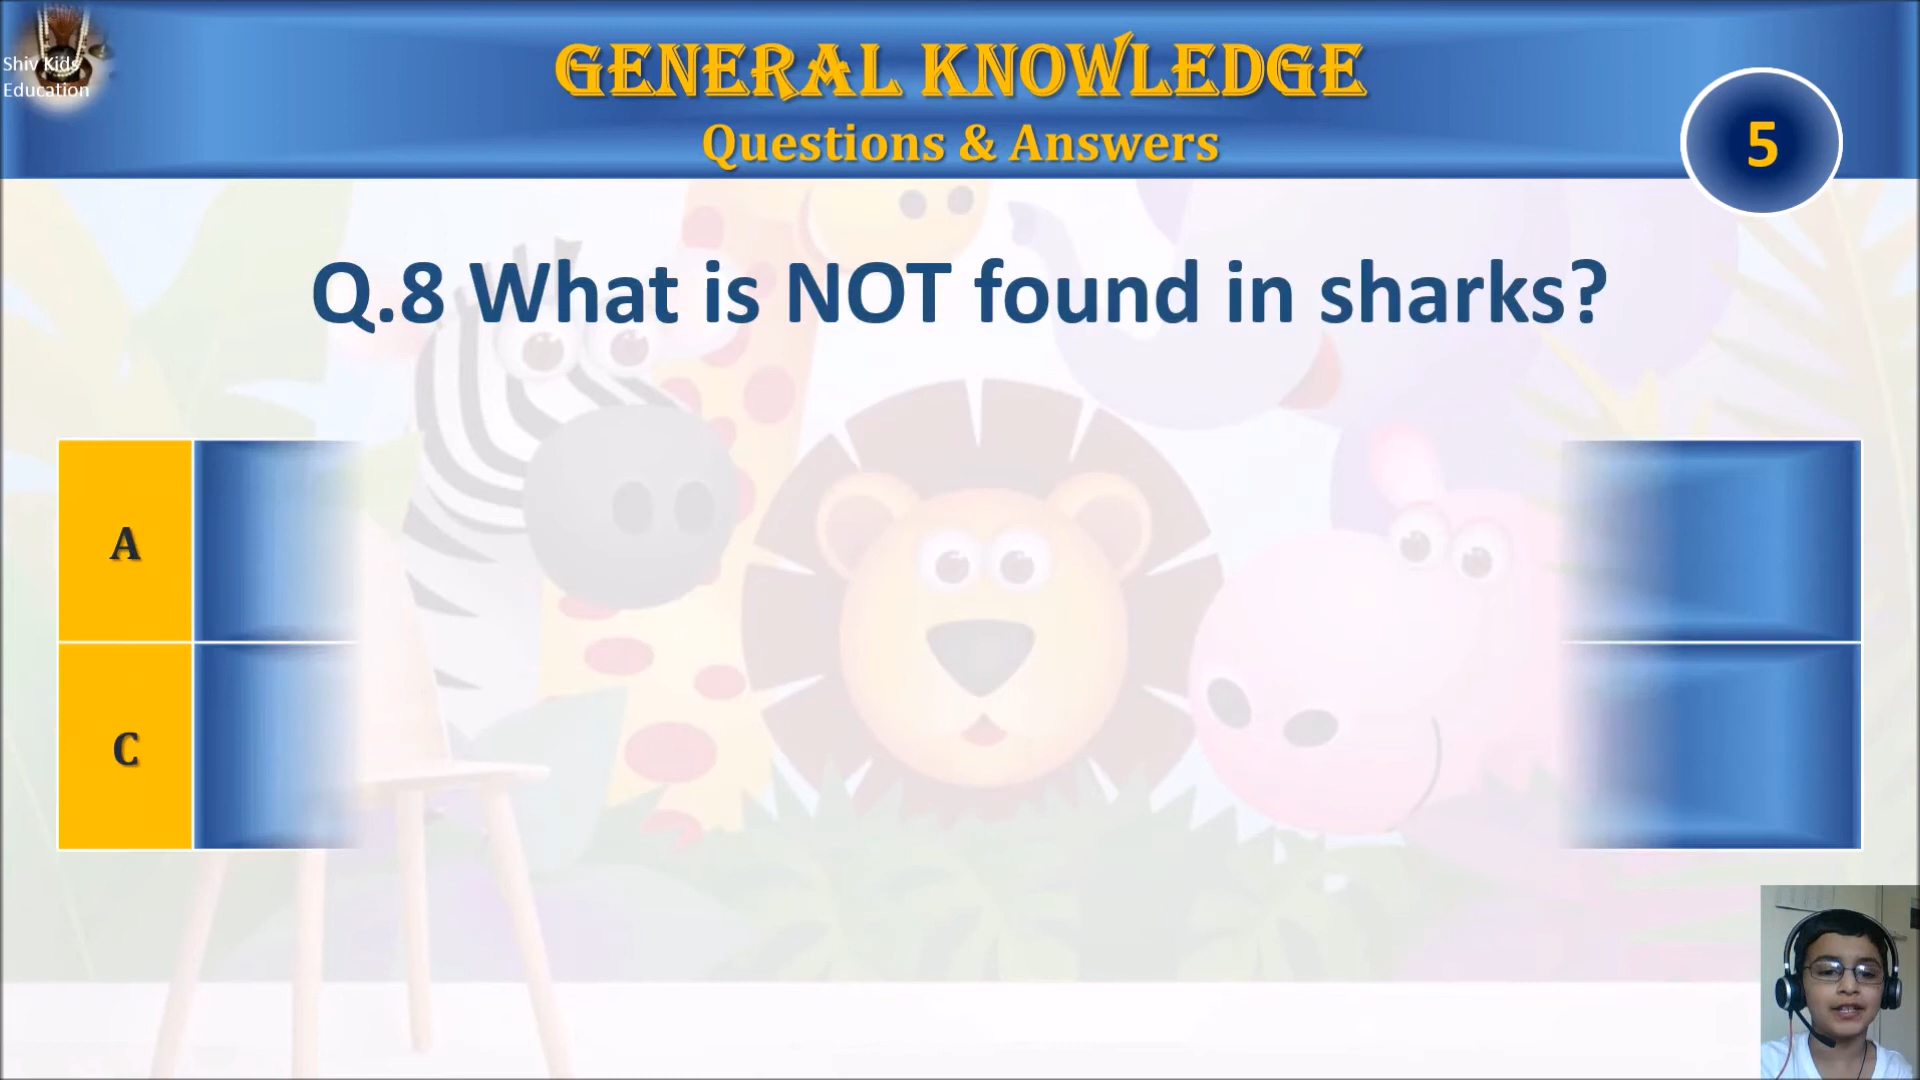 Shiv Kids
Education
GENERAL KNOWLEDGE
Questions & Answers
5
Q.8 What is NOT found in sharks?
A
C